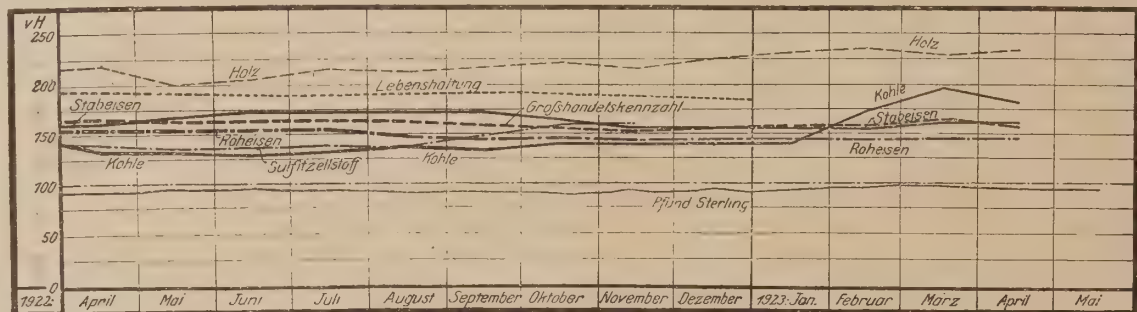 vH
250
Holz
Holz
Lebenshaltung
200
Kohle
Stabeisen
Großhandelskennzahl
Stabeisen
150
Roheisen
Roheisen
Kohle
Sulfitzellstoff
Kohle
100
Pfund Sterling
50
0
1922: April Mai Juni Juli August September Oktober November Dezember 1923: Jan. Februar März April Mai